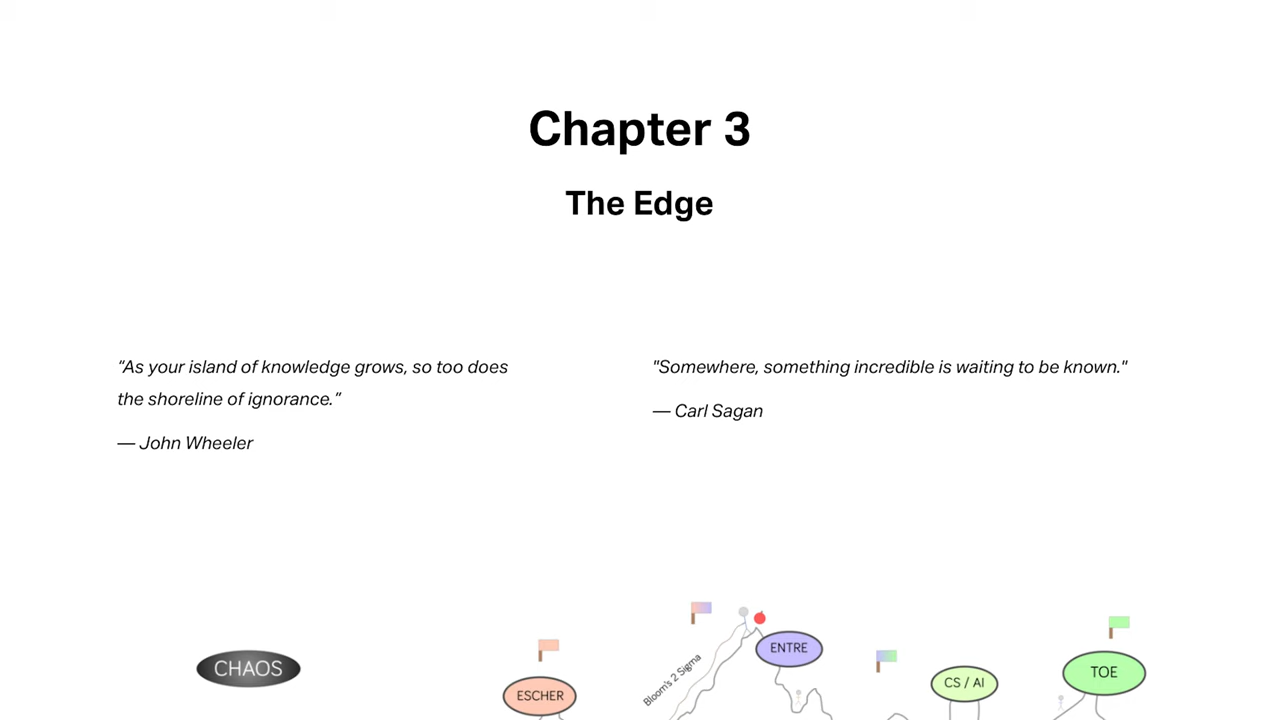 Chapter 3
The Edge
“As your island of knowledge grows, so too does
the shoreline of ignorance.”
— John Wheeler
"Somewhere, something incredible is waiting to be known."
— Carl Sagan
CHAOS
ESCHER
Bloom's 2 Sigma
ENTRE
CS / AI
TOE